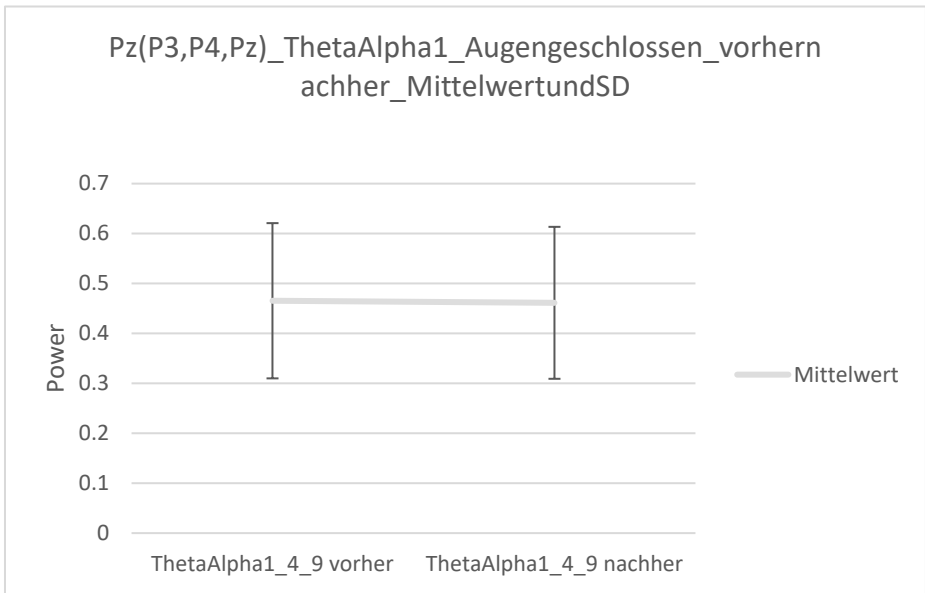 Pz(P3,P4,Pz)_ThetaAlpha1_Augengeschlossen_vorhern
achher_MittelwertundSD
0.7
0.6
0.5
0.4
0.3
0.2
0.1
0
Power
Mittelwert
ThetaAlpha1_4_9 vorher
ThetaAlpha1_4_9 nachher